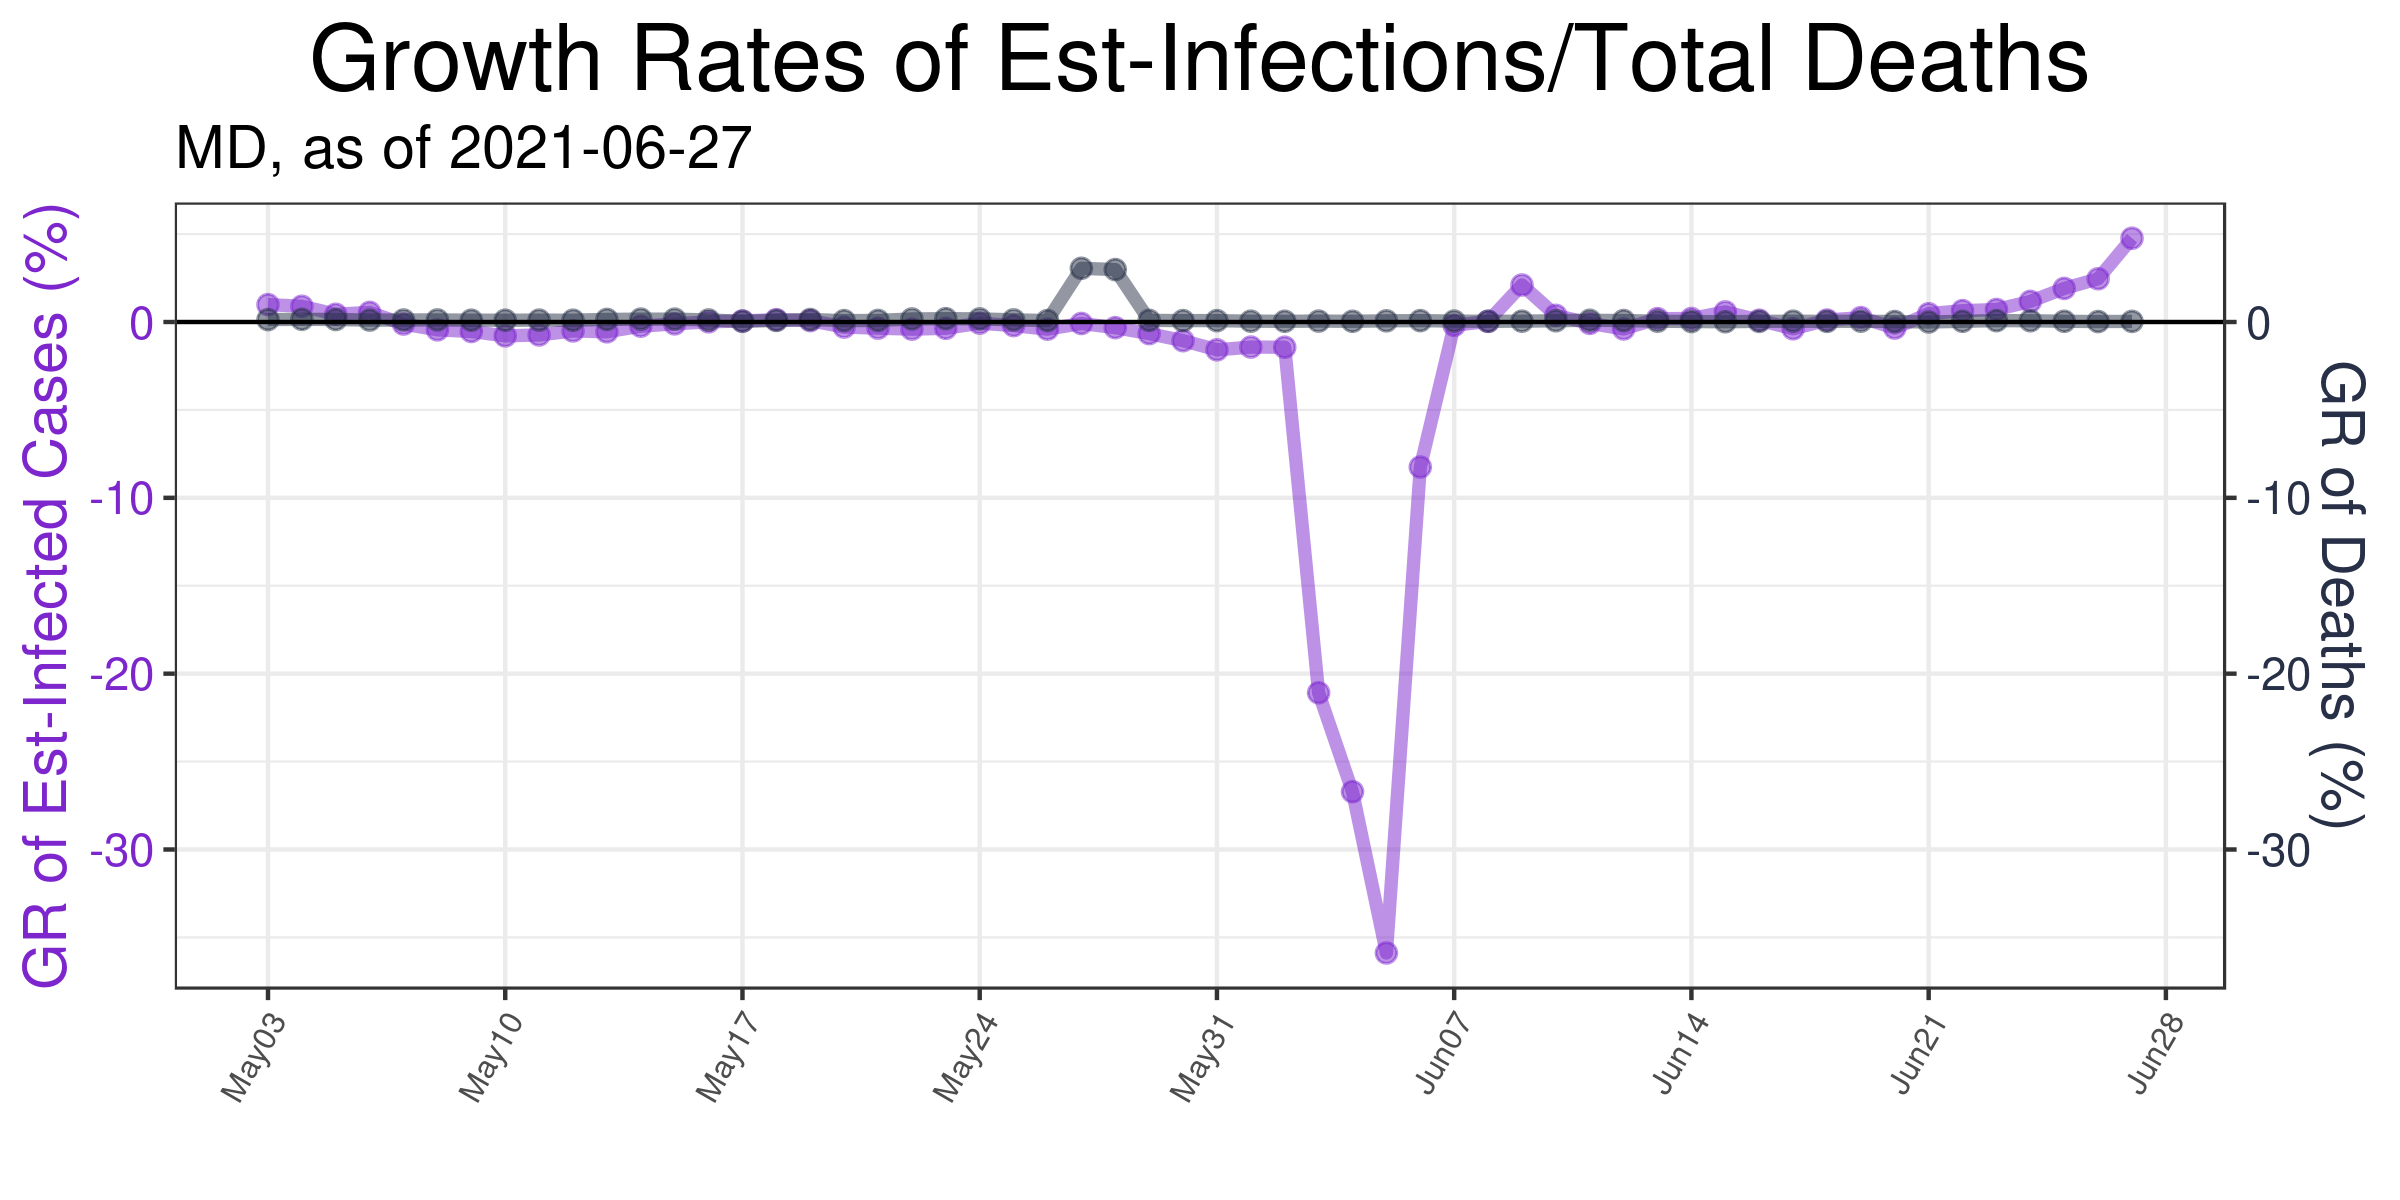 Growth Rates of Est-Infections/Total Deaths
MD, as of 2021-06-27
GR of Est-Infected Cases (%)
0
-10
-20
-30
0
-10
-20
-30
GR of Deaths (%)
May03
May10
May17
May24
May31
Jun07
Jun14
Jun21
Jun28